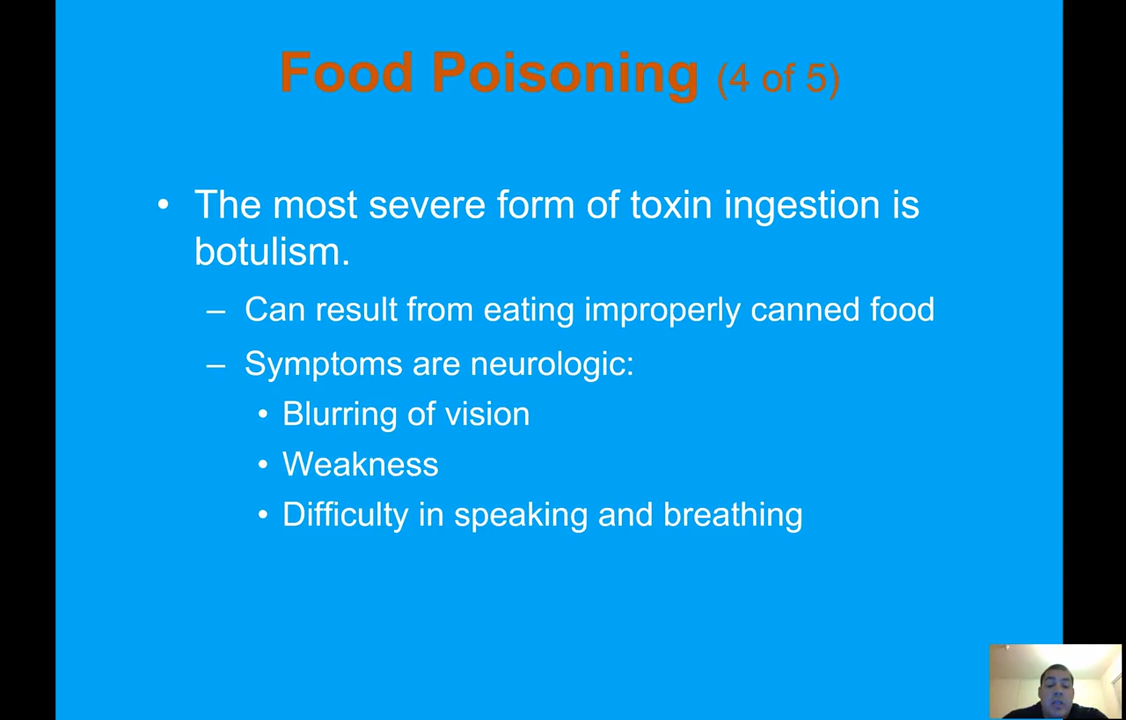 Food Poisoning (4 of 5)
• The most severe form of toxin ingestion is
botulism.
– Can result from eating improperly canned food
– Symptoms are neurologic:
• Blurring of vision
• Weakness
• Difficulty in speaking and breathing